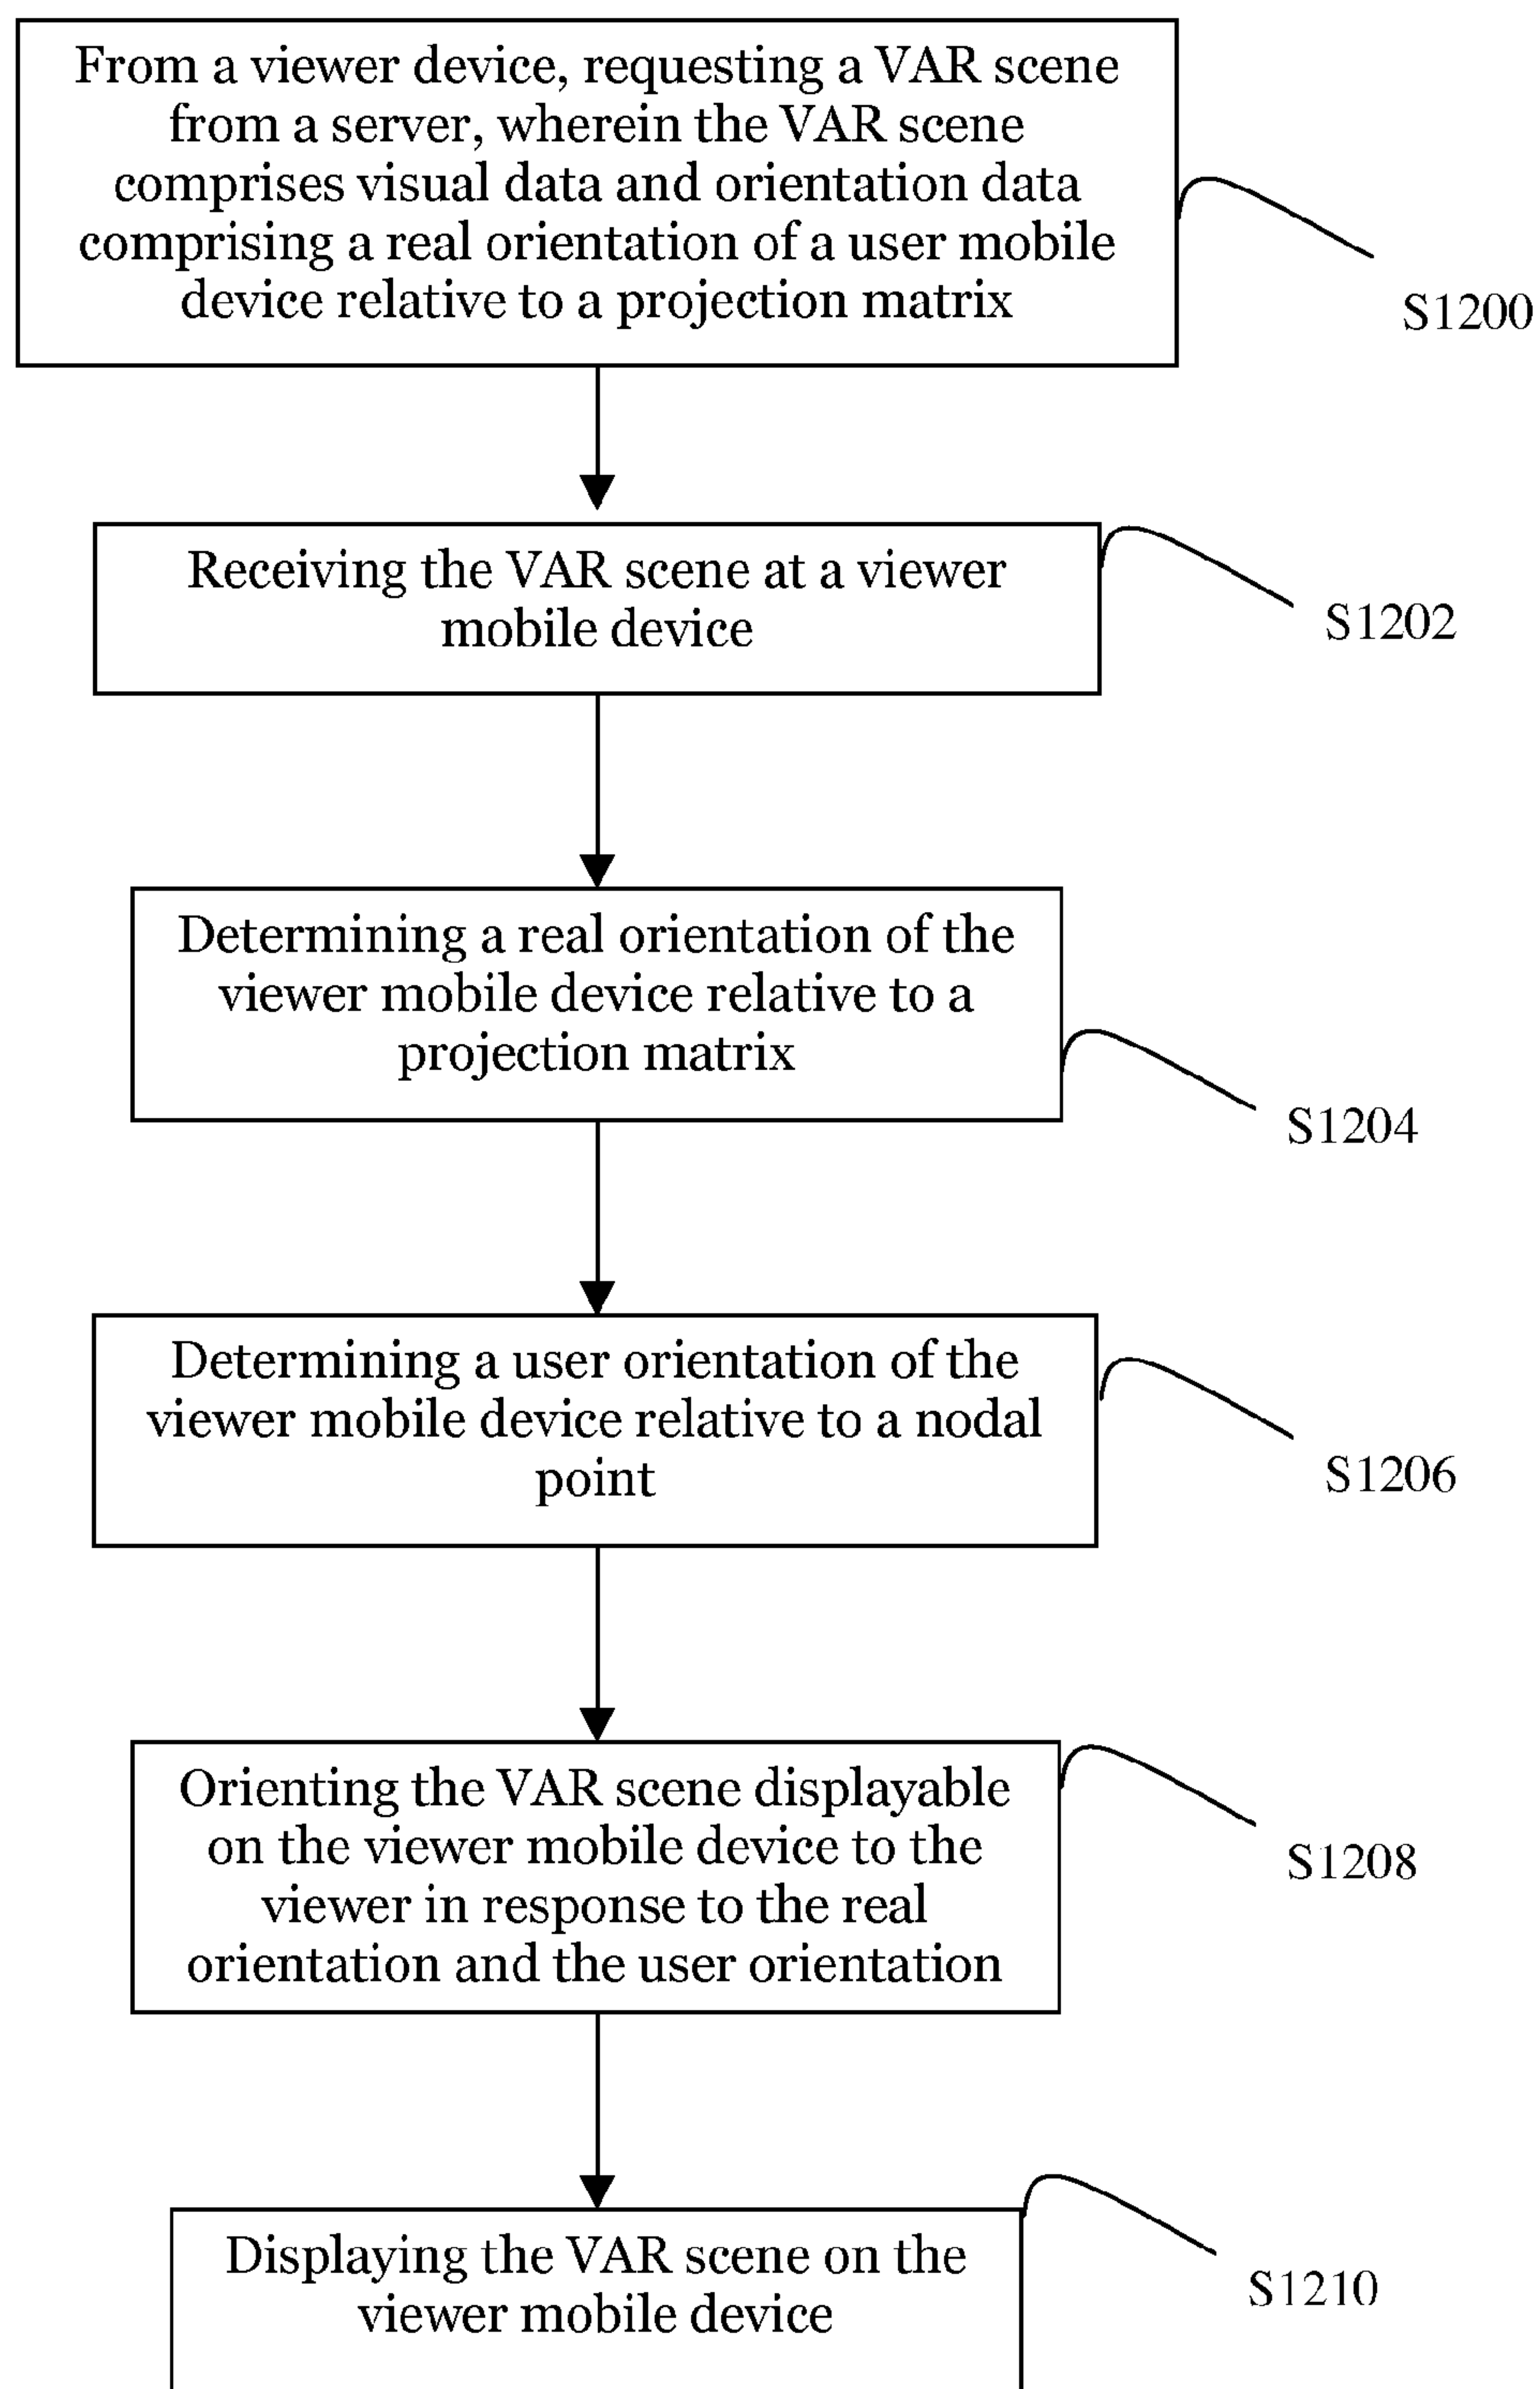 From a viewer device, requesting a VAR scene
from a server, wherein the VAR scene
comprises visual data and orientation data
comprising a real orientation of a user mobile
device relative to a projection matrix
S1200
Receiving the VAR scene at a viewer
mobile device
S1202
Determining a real orientation of the
viewer mobile device relative to a
projection matrix
S1204
Determining a user orientation of the
viewer mobile device relative to a nodal
point
S1206
Orienting the VAR scene displayable
on the viewer mobile device to the
viewer in response to the real
orientation and the user orientation
S1208
Displaying the VAR scene on the
viewer mobile device
S1210